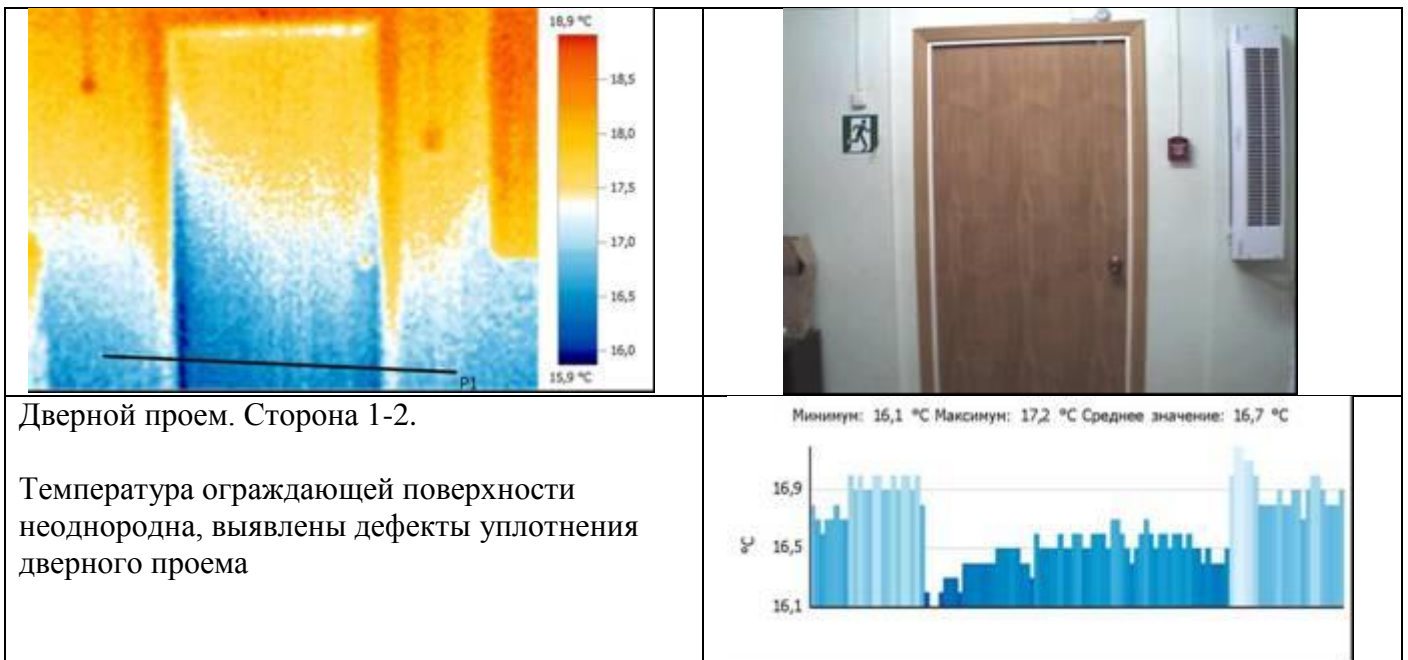 18,9 °C
18,5
18,0
17,5
17,0
16,5
16,0
15,9 °C
P1
Дверной проем. Сторона 1-2.
Температура ограждающей поверхности
неоднородна, выявлены дефекты уплотнения
дверного проема
Минимум: 16,1 °C Максимум: 17,2 °C Среднее значение: 16,7 °C
16,9
16,5
16,1
°C